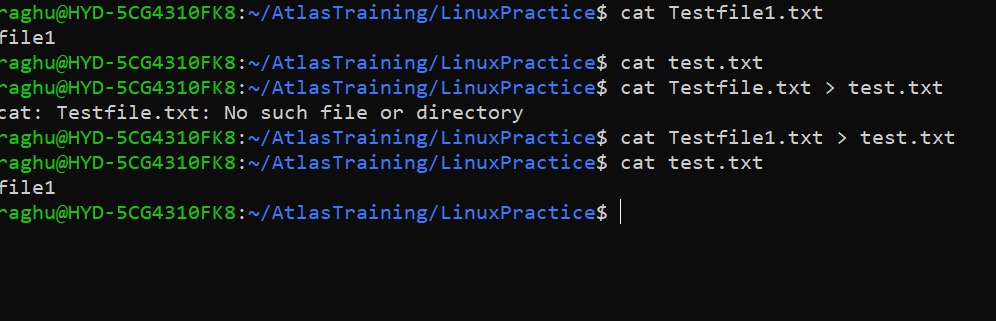 raghu@HYD-5CG4310FK8:~/AtlasTraining/LinuxPractice$ cat Testfile1.txt
file1
raghu@HYD-5CG4310FK8:~/AtlasTraining/LinuxPractice$ cat test.txt
raghu@HYD-5CG4310FK8:~/AtlasTraining/LinuxPractice$ cat Testfile.txt > test.txt
cat: Testfile.txt: No such file or directory
raghu@HYD-5CG4310FK8:~/AtlasTraining/LinuxPractice$ cat Testfile1.txt > test.txt
raghu@HYD-5CG4310FK8:~/AtlasTraining/LinuxPractice$ cat test.txt
file1
raghu@HYD-5CG4310FK8:~/AtlasTraining/LinuxPractice$